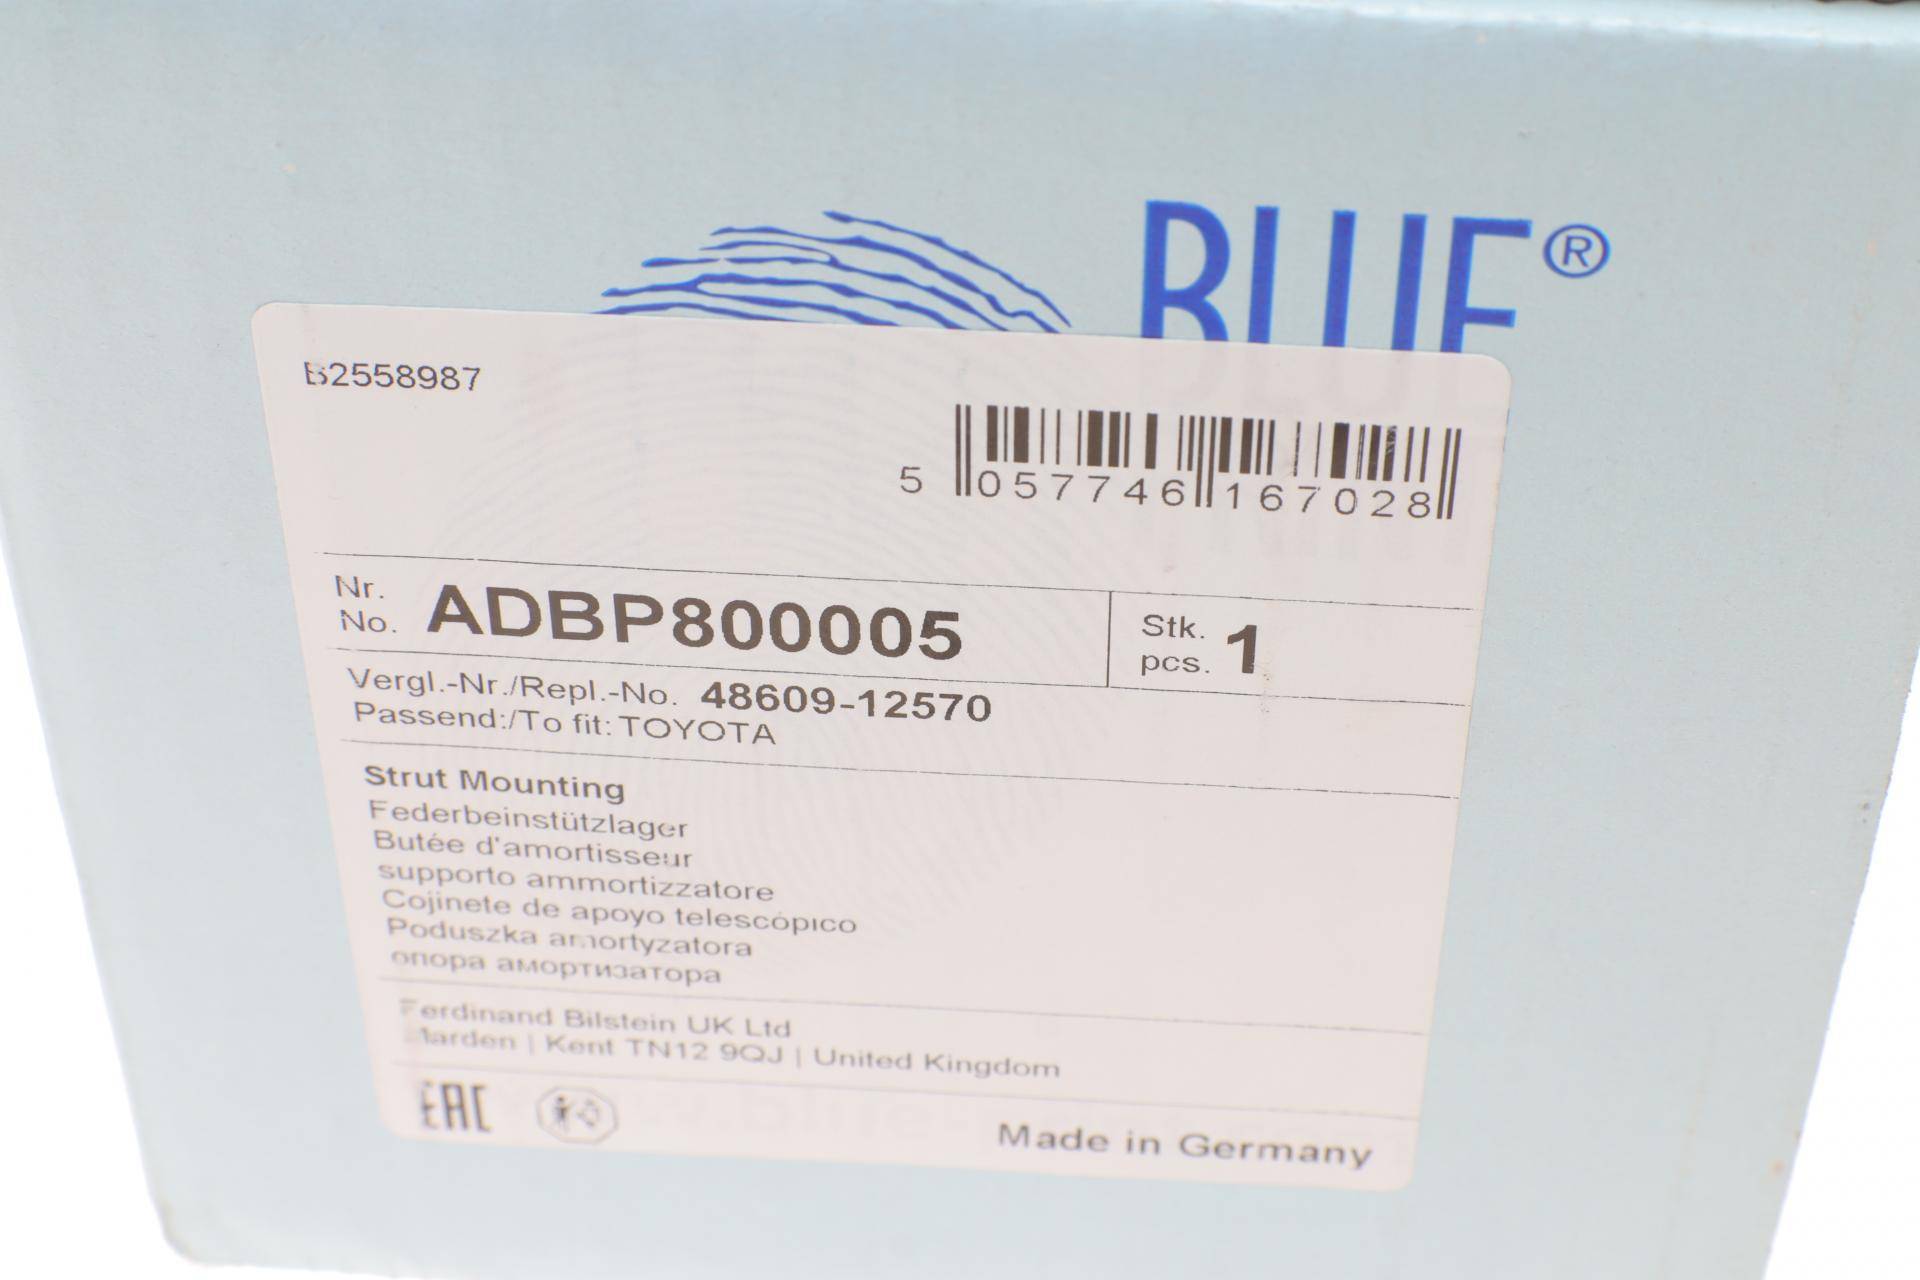 BLUE®
B2558987
5 057746 167028
Nr.
No. ADBP800005
Stk.
pcs. 1
Vergl.-Nr./Repl.-No. 48609-12570
Passend:/To fit: TOYOTA
Strut Mounting
Federbeinstützlager
Butée d'amortisseur
supporto ammortizzatore
Cojinete de apoyo telescópico
Poduszka amortyzatora
опора амортизатора
Ferdinand Bilstein UK Ltd
Marden | Kent TN12 9QJ | United Kingdom
EAC
Made in Germany